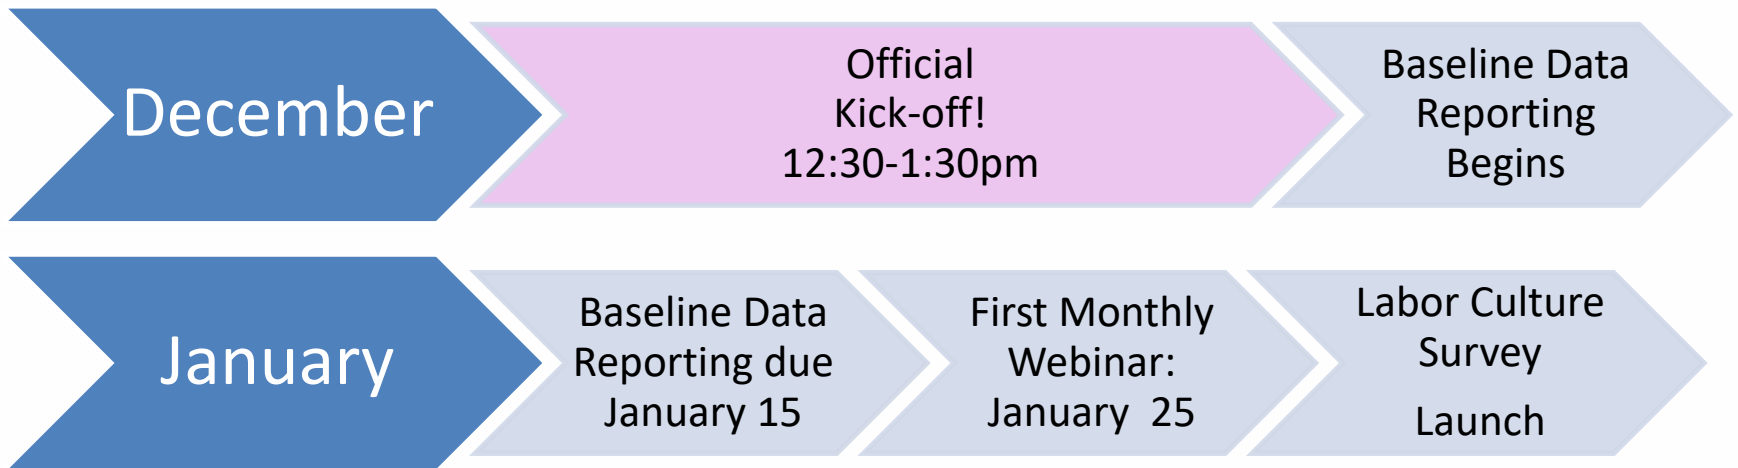 December
Official
Kick-off!
12:30-1:30pm
Baseline Data
Reporting
Begins
January
Baseline Data
Reporting due
January 15
First Monthly
Webinar:
January  25
Labor Culture
Survey
Launch